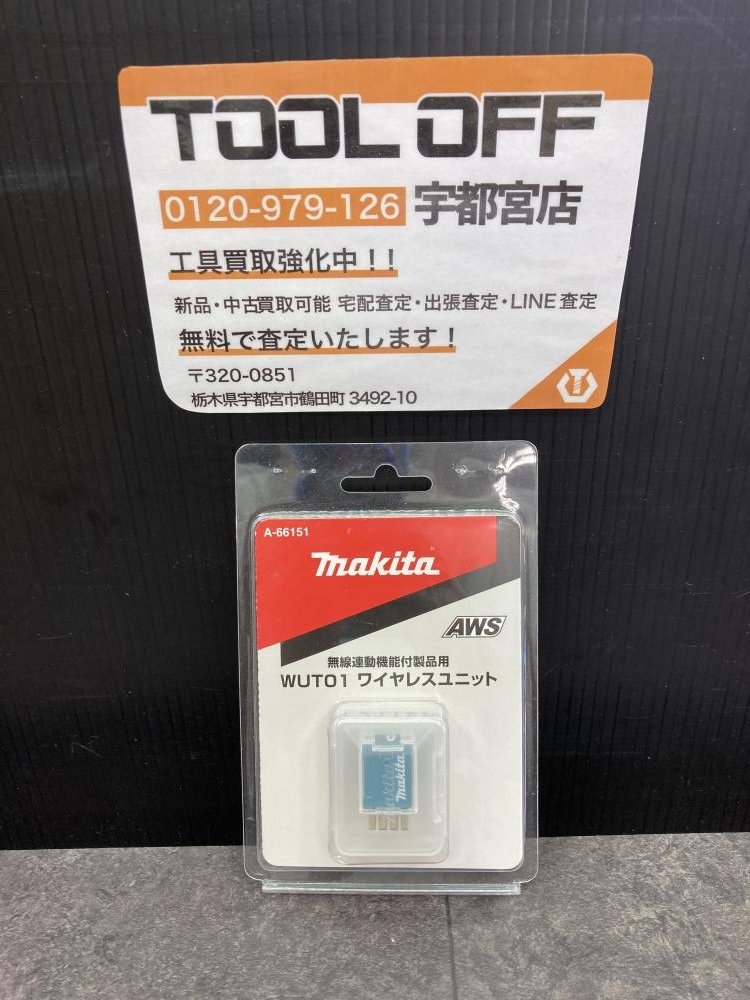 TOOL OFF
0120-979-126 宇都宮店
工具買取強化中！！
新品・中古買取可能 宅配査定・出張査定・LINE査定
無料で査定いたします！
〒320-0851
栃木県宇都宮市鶴田町 3492-10
A-66151
makita
AWS
無線連動機能付製品用
WUT01 ワイヤレスユニット
makita